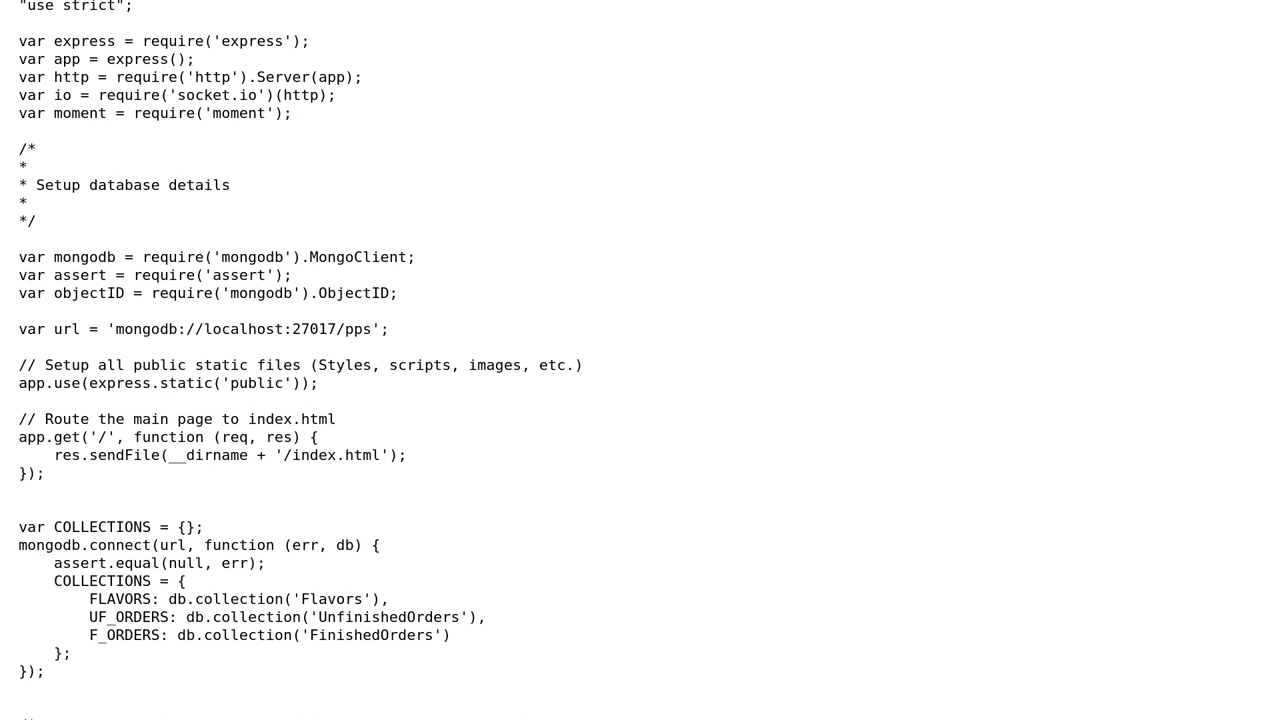 "use strict";

var express = require('express');
var app = express();
var http = require('http').Server(app);
var io = require('socket.io')(http);
var moment = require('moment');

/*
*
* Setup database details
*
*/

var mongodb = require('mongodb').MongoClient;
var assert = require('assert');
var objectID = require('mongodb').ObjectID;

var url = 'mongodb://localhost:27017/pps';

// Setup all public static files (Styles, scripts, images, etc.)
app.use(express.static('public'));

// Route the main page to index.html
app.get('/', function (req, res) {
    res.sendFile(__dirname + '/index.html');
});


var COLLECTIONS = {};
mongodb.connect(url, function (err, db) {
    assert.equal(null, err);
    COLLECTIONS = {
        FLAVORS: db.collection('Flavors'),
        UF_ORDERS: db.collection('UnfinishedOrders'),
        F_ORDERS: db.collection('FinishedOrders')
    };
});